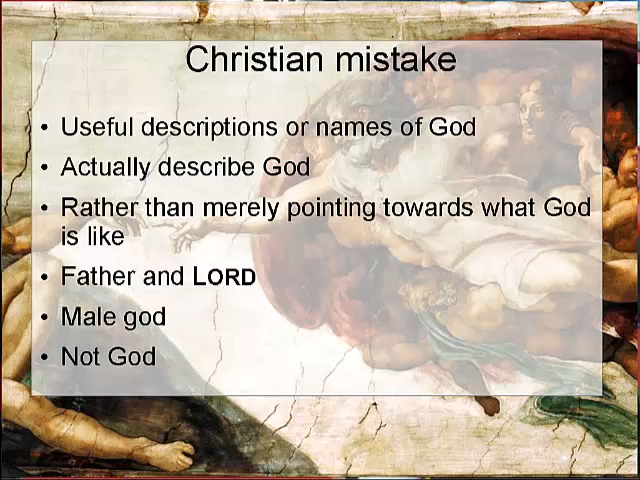 Christian mistake
• Useful descriptions or names of God
• Actually describe God
• Rather than merely pointing towards what God
is like
• Father and LORD
• Male god
• Not God